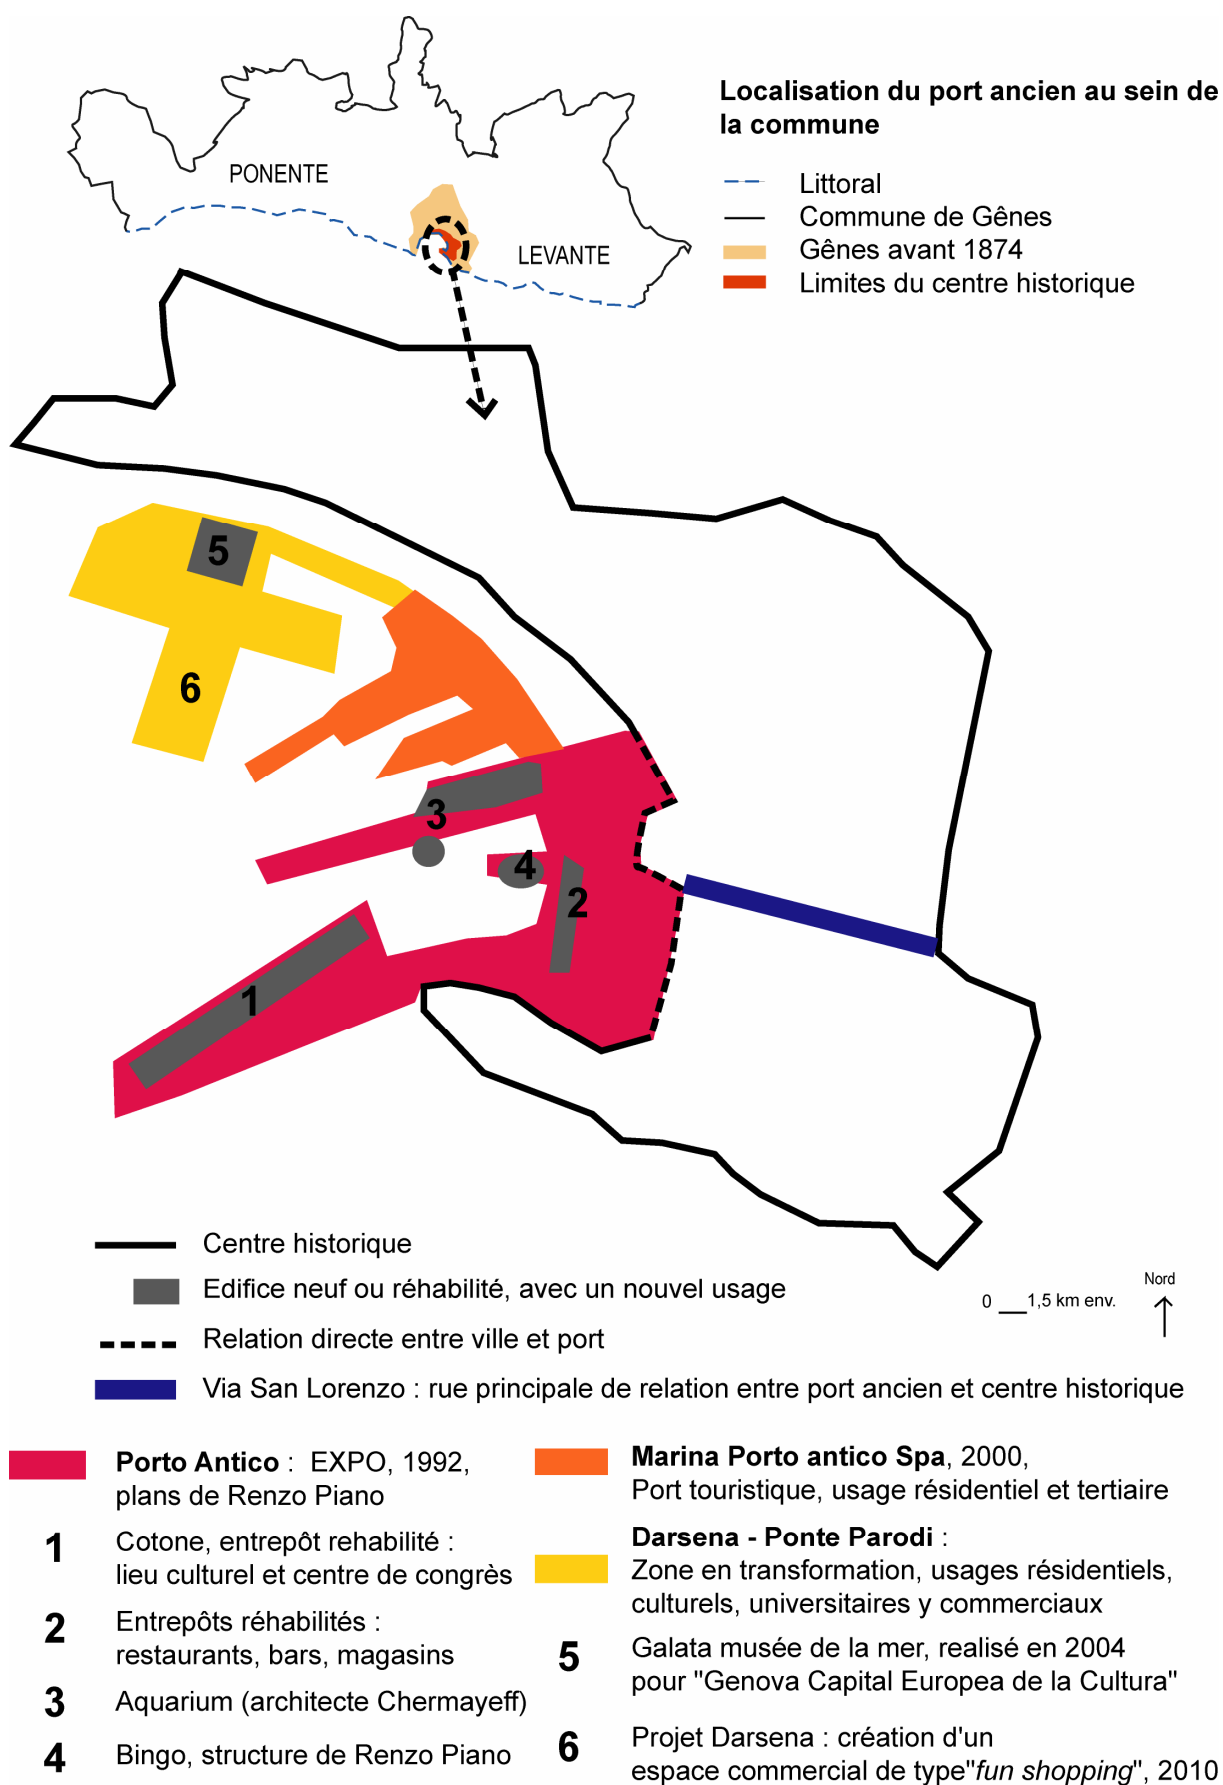 Localisation du port ancien au sein de
la commune
PONENTE
LEVANTE
Littoral
Commune de Gênes
Gênes avant 1874
Limites du centre historique
5
6
3
4
2
1
Centre historique
Edifice neuf ou réhabilité, avec un nouvel usage
Relation directe entre ville et port
Via San Lorenzo : rue principale de relation entre port ancien et centre historique
0 1,5 km env.
Nord
Porto Antico : EXPO, 1992,
plans de Renzo Piano
1 Cotone, entrepôt rehabilité :
lieu culturel et centre de congrès
2 Entrepôts réhabilités :
restaurants, bars, magasins
3 Aquarium (architecte Chermayeff)
4 Bingo, structure de Renzo Piano
Marina Porto antico Spa, 2000,
Port touristique, usage résidentiel et tertiaire
Darsena - Ponte Parodi :
Zone en transformation, usages résidentiels,
culturels, universitaires y commerciaux
5 Galata musée de la mer, realisé en 2004
pour "Genova Capital Europea de la Cultura"
6 Projet Darsena : création d'un
espace commercial de type"fun shopping", 2010